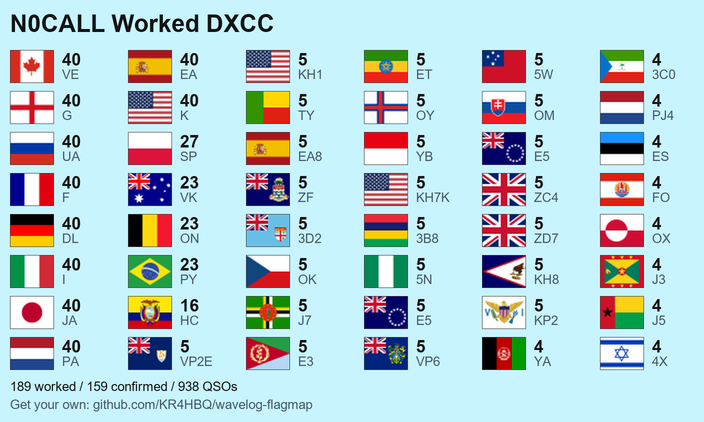 N0CALL Worked DXCC
40 40 5 5 5 4
VE EA KH1 ET 5W 3C0
40 40 5 5 5 4
G K TY OY OM PJ4
40 27 5 5 5 4
UA SP EA8 YB E5 ES
40 23 5 5 5 4
F VK ZF KH7K ZC4 FO
40 23 5 5 5 4
DL ON 3D2 3B8 ZD7 OX
40 23 5 5 5 4
I PY OK 5N KH8 J3
40 16 5 5 5 4
JA HC J7 E5 KP2 J5
40 5 5 5 4 4
PA VP2E E3 VP6 YA 4X
189 worked / 159 confirmed / 938 QSOs
Get your own: github.com/KR4HBQ/wavelog-flagmap